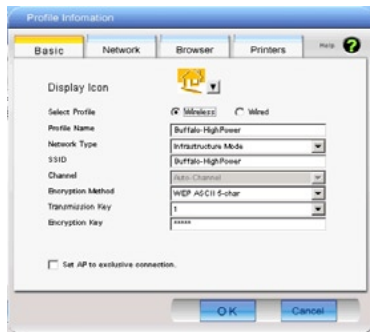 Profile Infomation
Basic Network Browser Printers Help ?
Display Icon
Select Profile Wireless Wired
Profile Name Buffalo-HighPower
Network Type Infrastructure Mode
SSID Buffalo-HighPower
Channel Auto-Channel
Encryption Method WEP ASCII 5-char
Transmission Key 1
Encryption Key *****
Set AP to exclusive connection.
OK Cancel